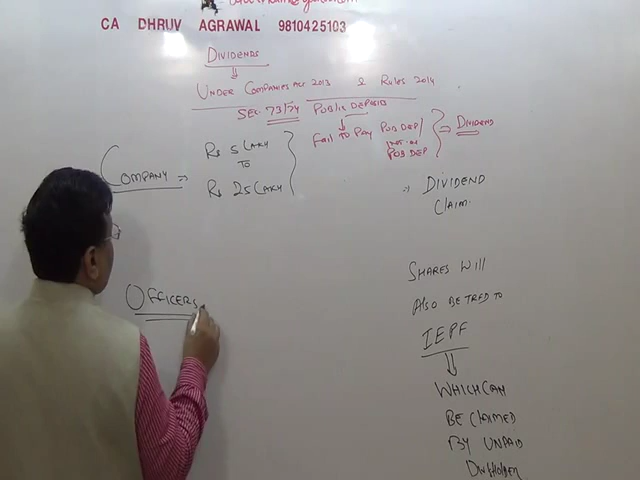 CA DHRUV AGRAWAL 9810425103
DIVIDENDS
UNDER COMPANIES ACT 2013 & RULES 2014
SEC. 73/74 PUBLIC DEPOSITS
FAIL TO PAY PUB DEP/
INT. ON
PUB DEP
=> DIVIDEND
COMPANY => Rs 5 LAKH
TO
Rs 25 LAKH
DIVIDEND
CLAIM.
SHARES WILL
ALSO BE TRFD TO
IEPF
OFFICERS
WHICH CAN
BE CLAIMED
BY UNPAID